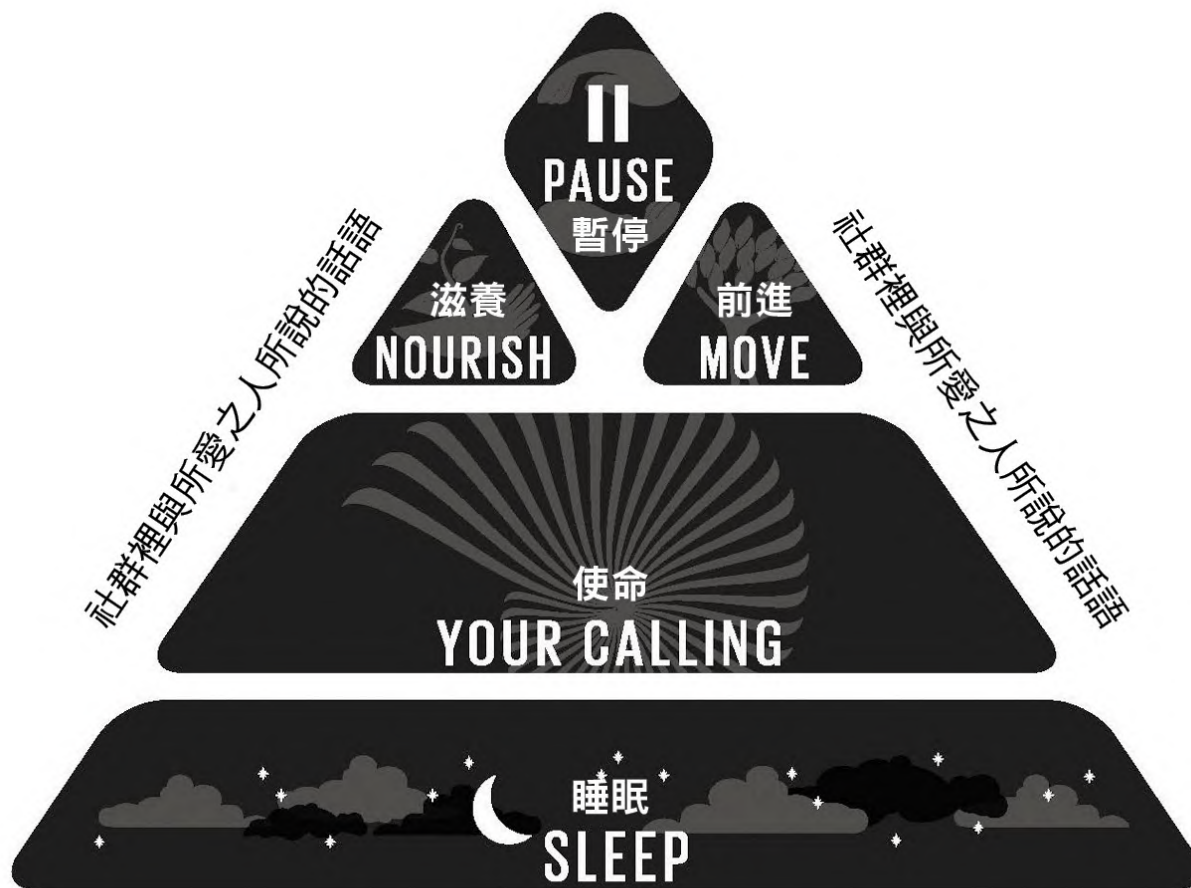 PAUSE
暫停
滋養
NOURISH
前進
MOVE
社群裡與所愛之人所說的話語
社群裡與所愛之人所說的話語
使命
YOUR CALLING
睡眠
SLEEP